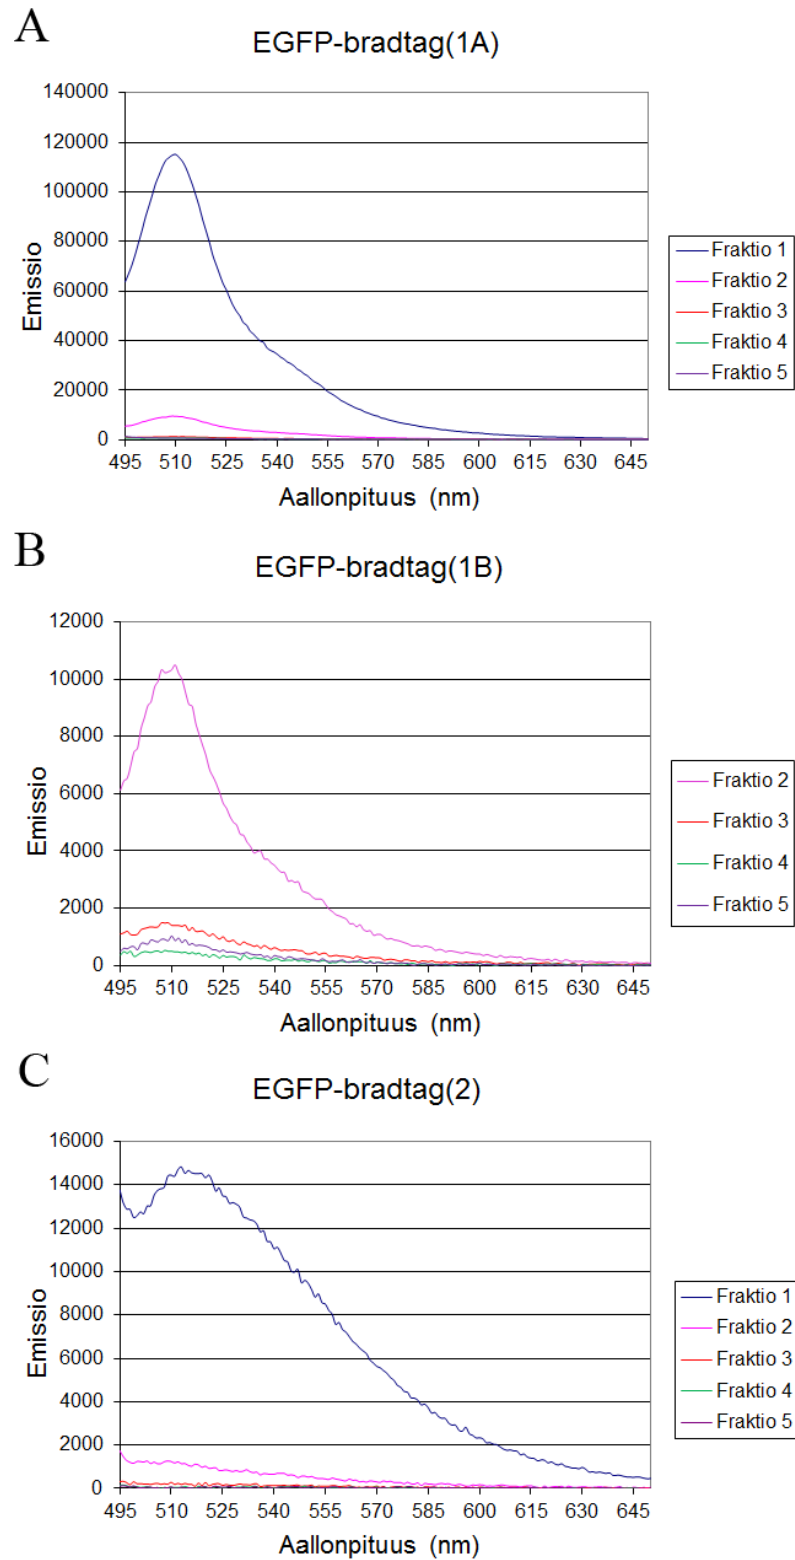 A
EGFP-bradtag(1A)
140000
120000
100000
80000
60000
40000
20000
0
Emissio
495 510 525 540 555 570 585 600 615 630 645
Aallonpituus (nm)
Fraktio 1
Fraktio 2
Fraktio 3
Fraktio 4
Fraktio 5
B
EGFP-bradtag(1B)
12000
10000
8000
6000
4000
2000
0
Emissio
495 510 525 540 555 570 585 600 615 630 645
Aallonpituus (nm)
Fraktio 2
Fraktio 3
Fraktio 4
Fraktio 5
C
EGFP-bradtag(2)
16000
14000
12000
10000
8000
6000
4000
2000
0
Emissio
495 510 525 540 555 570 585 600 615 630 645
Aallonpituus (nm)
Fraktio 1
Fraktio 2
Fraktio 3
Fraktio 4
Fraktio 5